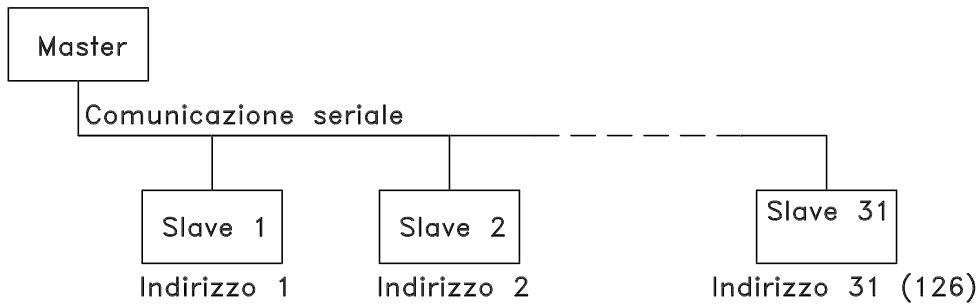 Master
Comunicazione seriale
Slave 1
Slave 2
Slave 31
Indirizzo 1
Indirizzo 2
Indirizzo 31 (126)